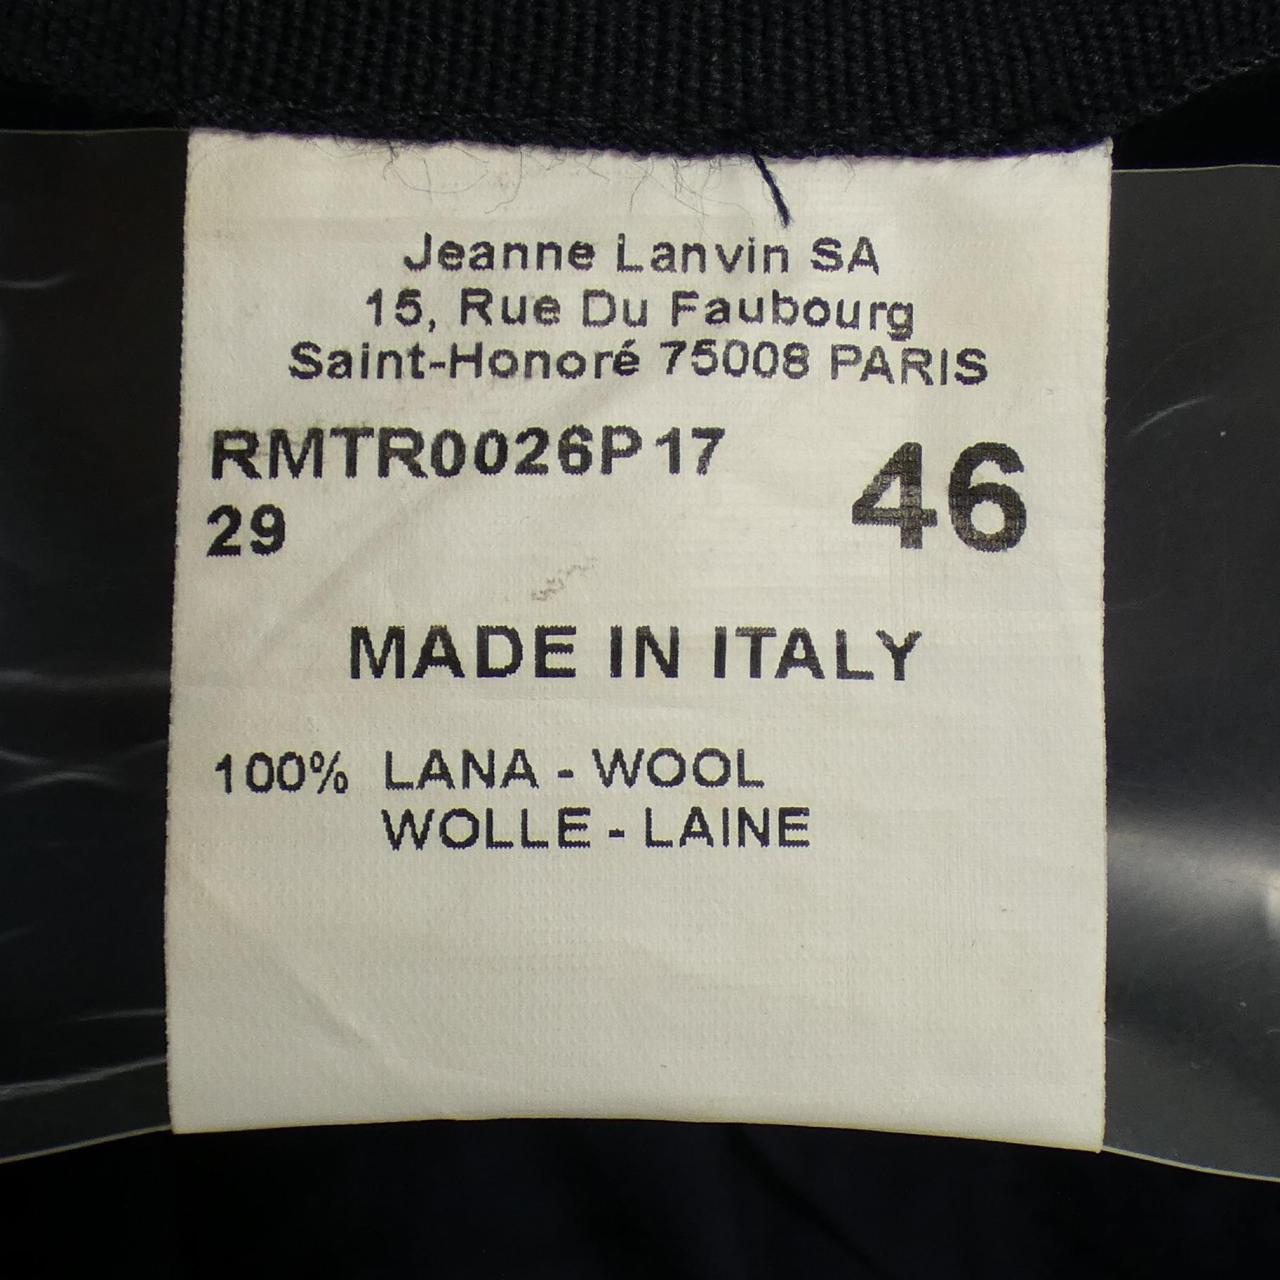 Jeanne Lanvin SA
15, Rue Du Faubourg
Saint-Honoré 75008 PARIS
RMTR0026P17
29
46
MADE IN ITALY
100% LANA - WOOL
WOLLE - LAINE